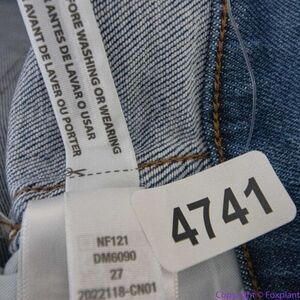 BEFORE WASHING OR WEARING
ANTES DE LAVAR O USAR
AVANT DE LAVER OU PORTER
4741
NF121
DM6090
27
2022118-CN01
Copyright © Foxplant